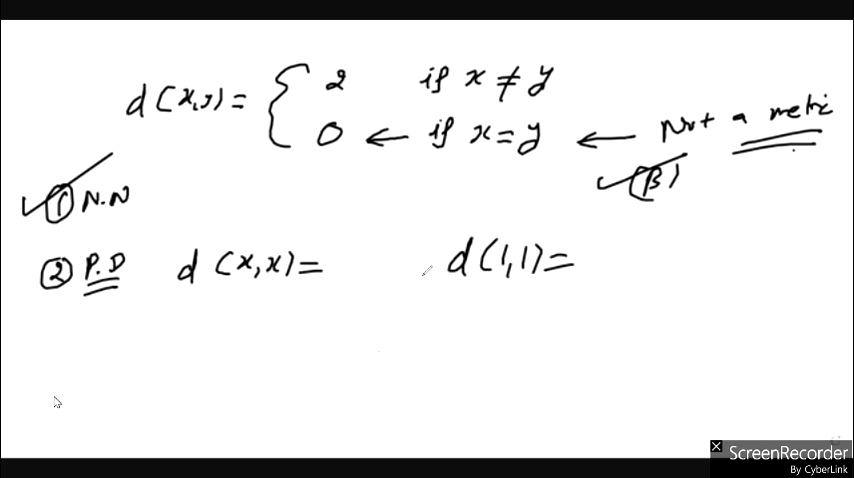 d(x,y) = { 2 if x ≠ y
0 ← if x = y ← Not a metric
(B)
① N.N
② P.D d(x,x) = d(1,1) =
ScreenRecorder
By CyberLink